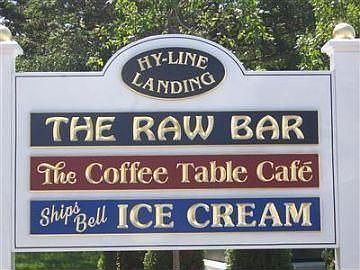 HY-LINE
LANDING
THE RAW BAR
The Coffee Table Café
Ships Bell ICE CREAM